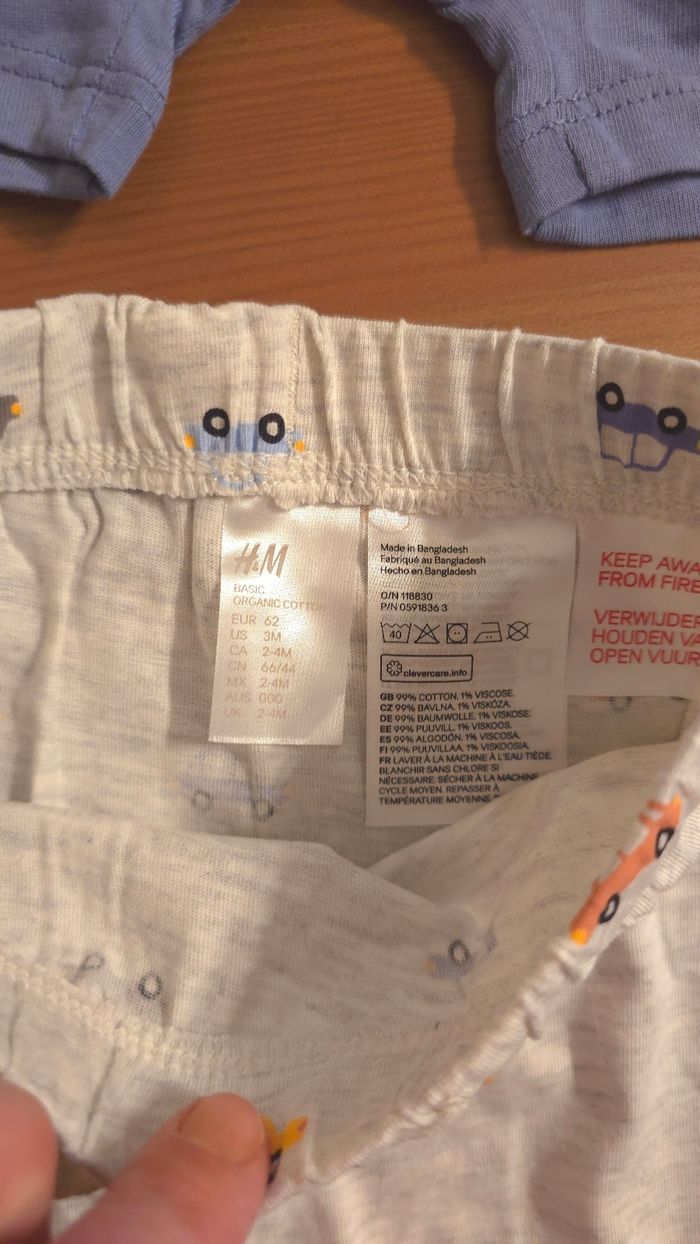 H&M
BASIC
ORGANIC COTTON
EUR 62
US 3M
CA 2-4M
CN 66/44
MX 2-4M
AUS 000
UK 2-4M
Made in Bangladesh
Fabriqué au Bangladesh
Hecho en Bangladesh
O/N 118830
P/N 0591836 3
40
clevercare.info
GB 99% COTTON. 1% VISCOSE.
CZ 99% BAVLNA. 1% VISKÓZA.
DE 99% BAUMWOLLE. 1% VISKOSE.
EE 99% PUUVILL. 1% VISKOOS.
ES 99% ALGODÓN. 1% VISCOSA.
FI 99% PUUVILLAA. 1% VISKOOSIA.
FR LAVER À LA MACHINE À L'EAU TIÈDE.
BLANCHIR SANS CHLORE SI
NÉCESSAIRE. SÉCHER À LA MACHINE,
CYCLE MOYEN. REPASSER À
TEMPÉRATURE MOYENNE
KEEP AWA
FROM FIRE
VERWIJDER
HOUDEN VA
OPEN VUUR